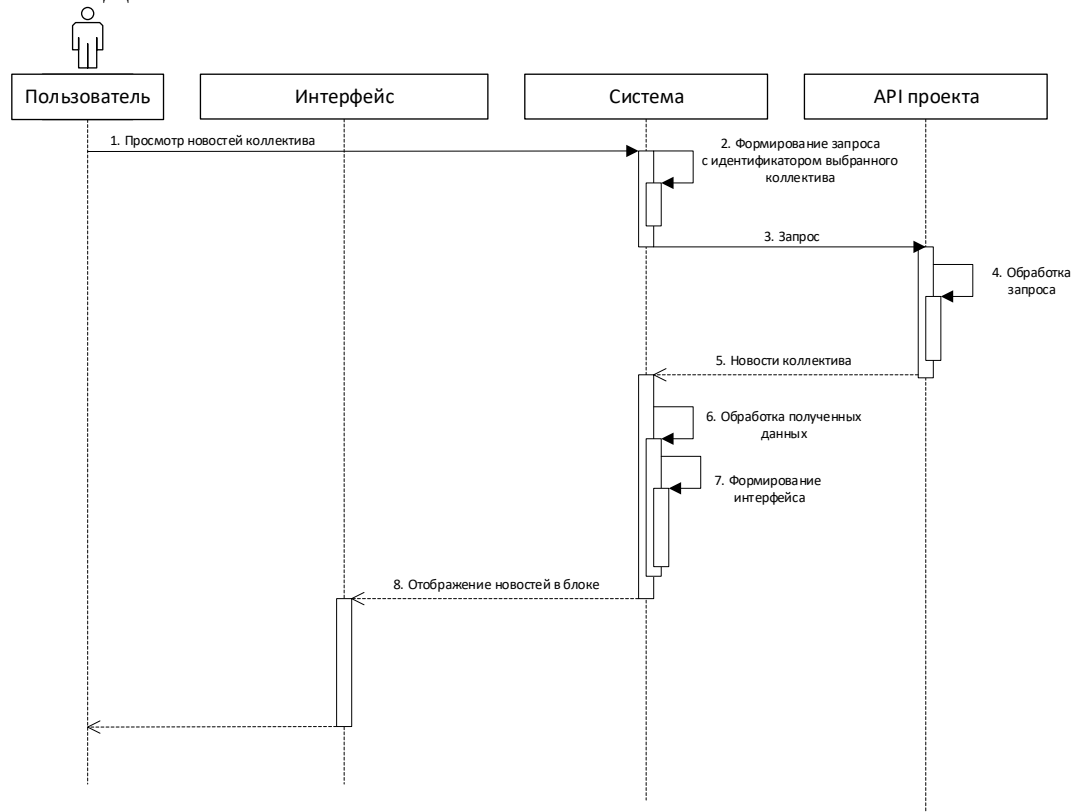 Пользователь
Интерфейс
Система
API проекта
1. Просмотр новостей коллектива
2. Формирование запроса
с идентификатором выбранного
коллектива
3. Запрос
4. Обработка
запроса
5. Новости коллектива
6. Обработка полученных
данных
7. Формирование
интерфейса
8. Отображение новостей в блоке